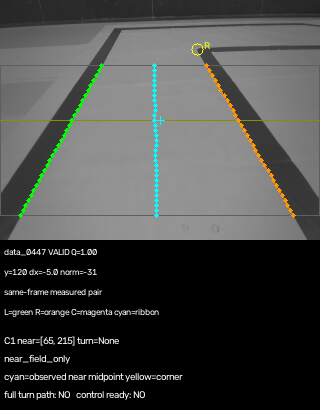 R
data_0447 VALID Q=1.00
y=120 dx=-5.0 norm=-31
same-frame measured pair
L=green R=orange C=magenta cyan=ribbon
C1 near=[65, 215] turn=None
near_field_only
cyan=observed near midpoint yellow=corner
full turn path: NO control ready: NO